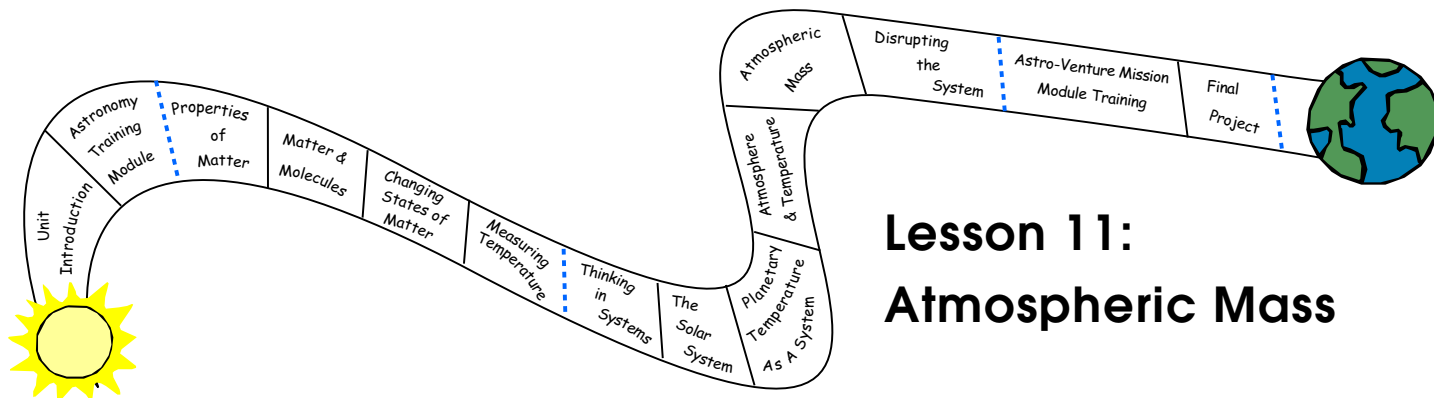 Unit
Introduction
Astronomy
Training
Module
Properties
of
Matter
Matter &
Molecules
Changing
States of
Matter
Measuring
Temperature
Thinking
in
Systems
The
Solar
System
Planetary
Temperature
As A System
Atmosphere
& Temperature
Atmospheric
Mass
Disrupting
the
System
Astro-Venture Mission
Module Training
Final
Project
Lesson 11:
Atmospheric Mass